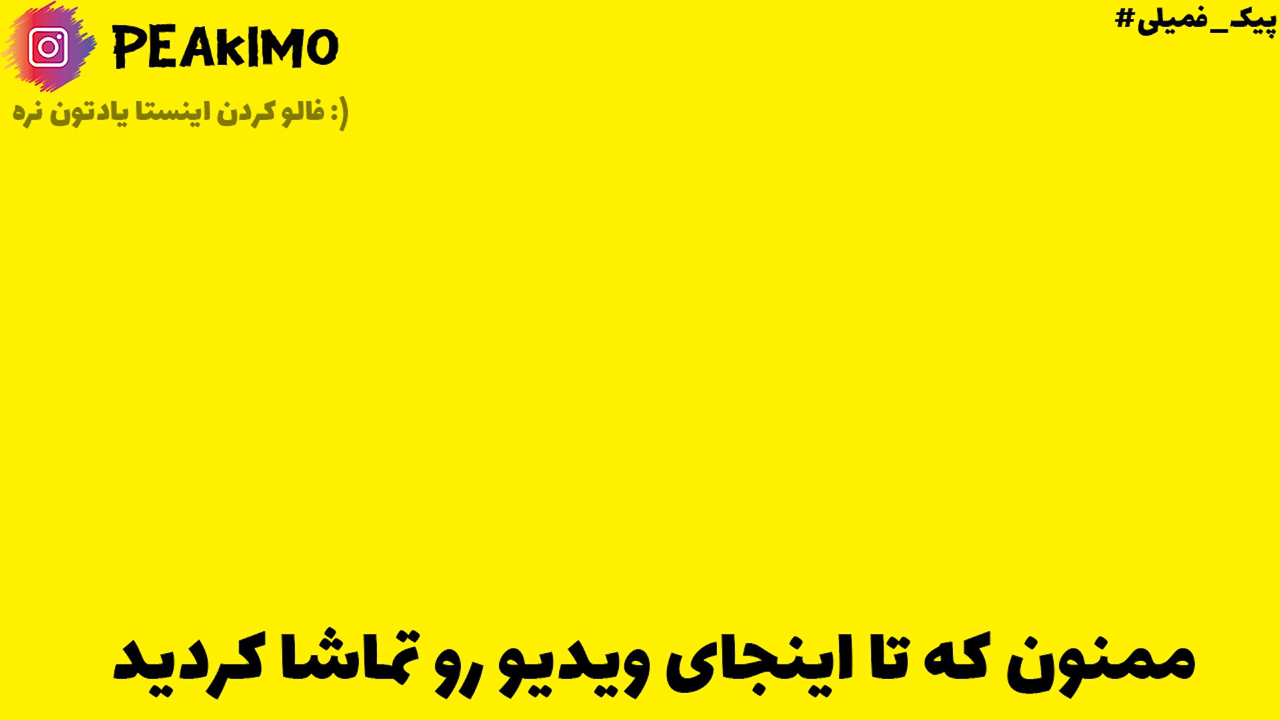 PEAKIMO
فالو کردن اینستا یادتون نره :)
#پیک_فمیلی
ممنون که تا اینجای ویدیو رو تماشا کردید